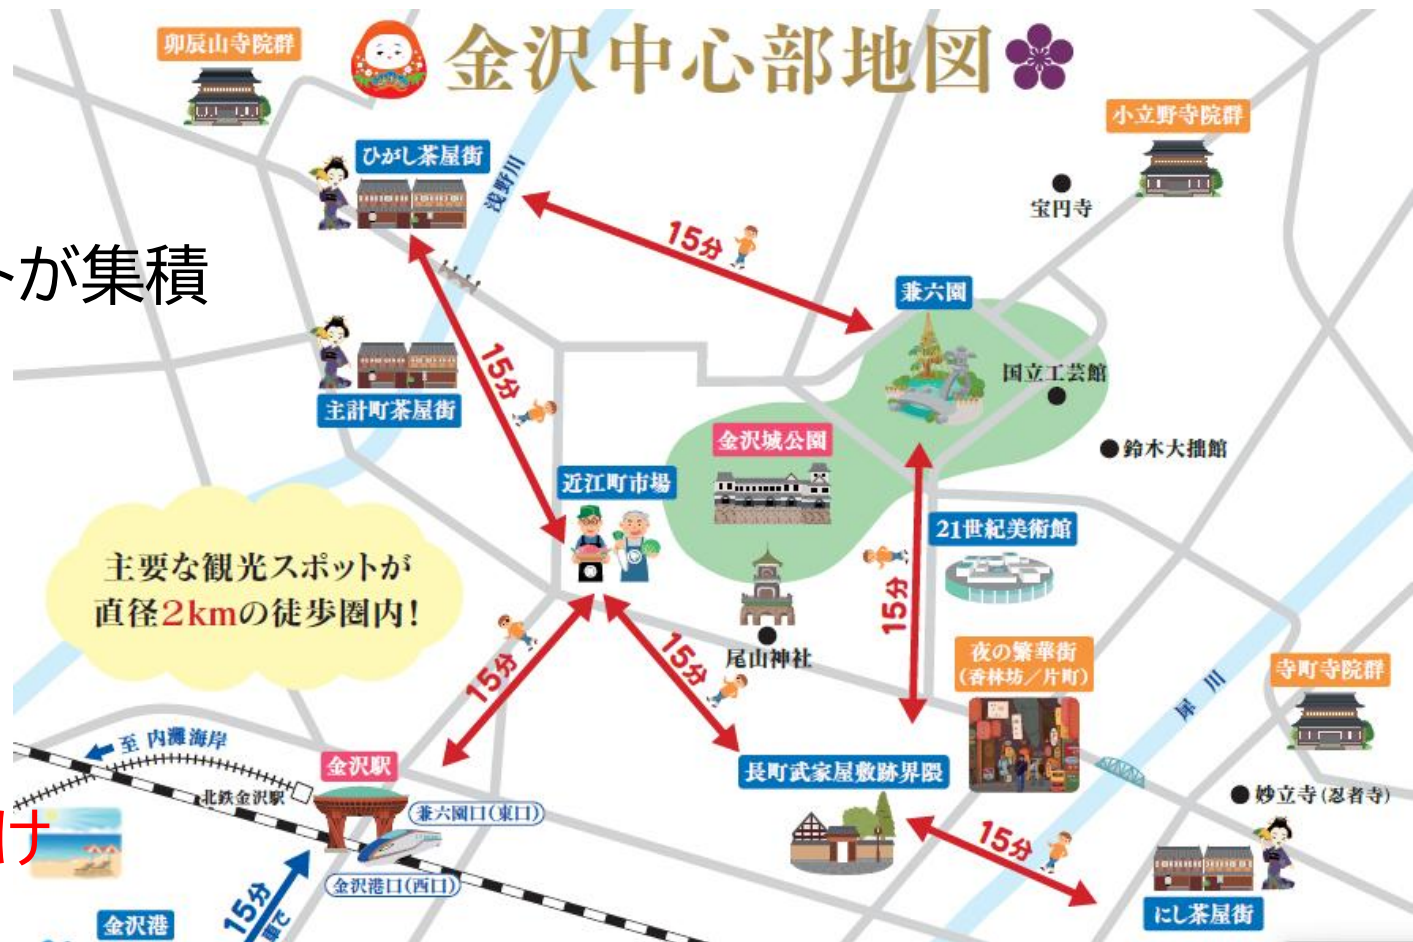 金沢中心部地図
卯辰山寺院群
小立野寺院群
ひがし茶屋街
浅野川
宝円寺
15分
トが集積
兼六園
15分
国立工芸館
主計町茶屋街
金沢城公園
鈴木大拙館
近江町市場
21世紀美術館
主要な観光スポットが
直径2kmの徒歩圏内!
15分
尾山神社
夜の繁華街
(香林坊/片町)
寺町寺院群
15分
15分
犀川
至 内灘海岸
金沢駅
長町武家屋敷跡界隈
北鉄金沢駅
兼六園口(東口)
妙立寺(忍者寺)
け
15分
金沢港口(西口)
15分
車で
金沢港
にし茶屋街